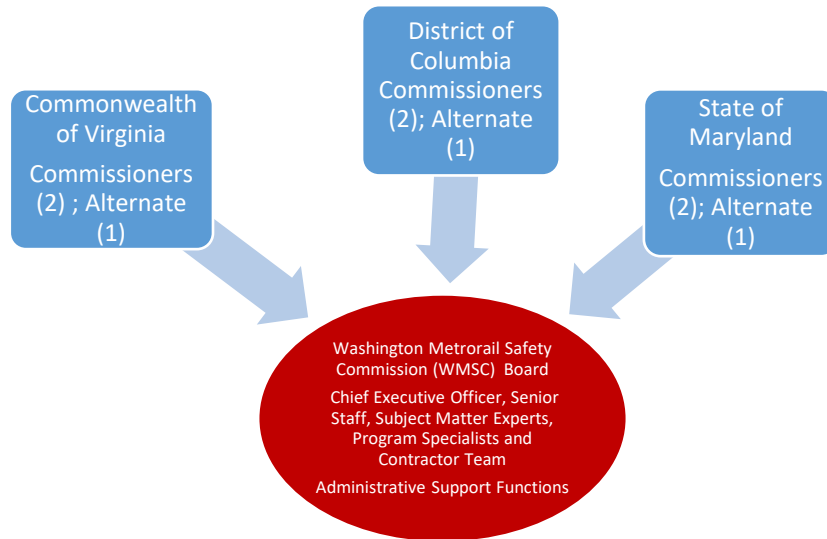 Commonwealth
of Virginia
Commissioners
(2) ; Alternate
(1)
District of
Columbia
Commissioners
(2); Alternate
(1)
State of
Maryland
Commissioners
(2); Alternate
(1)
Washington Metrorail Safety
Commission (WMSC) Board
Chief Executive Officer, Senior
Staff, Subject Matter Experts,
Program Specialists and
Contractor Team
Administrative Support Functions